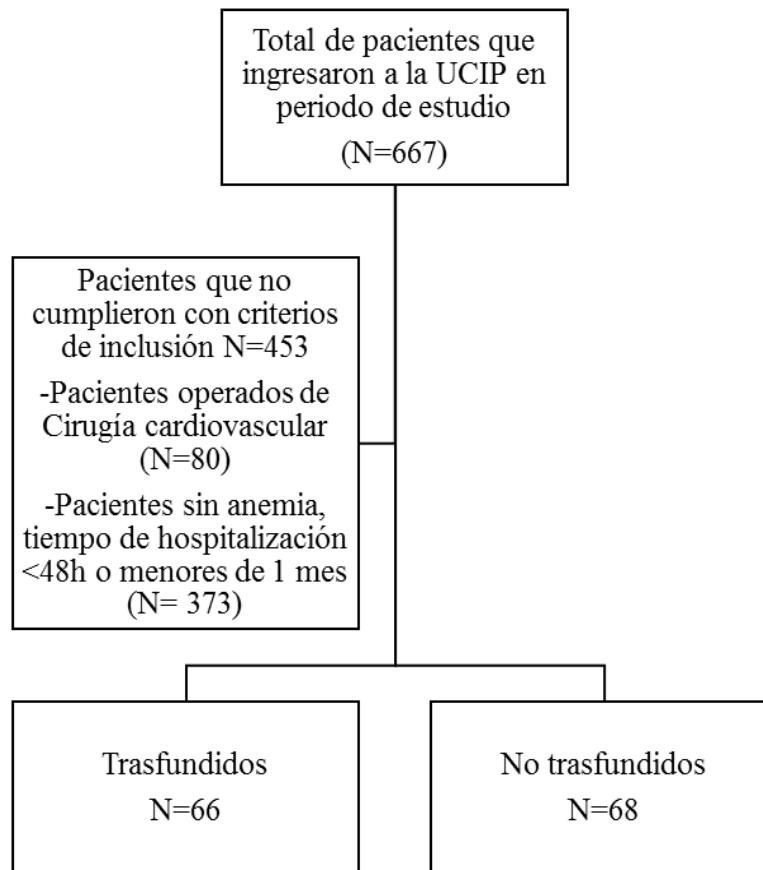 Total de pacientes que
ingresaron a la UCIP en
periodo de estudio
(N=667)
Pacientes que no
cumplieron con criterios
de inclusión N=453
-Pacientes operados de
Cirugía cardiovascular
(N=80)
-Pacientes sin anemia,
tiempo de hospitalización
<48h o menores de 1 mes
(N= 373)
Trasfundidos
N=66
No trasfundidos
N=68